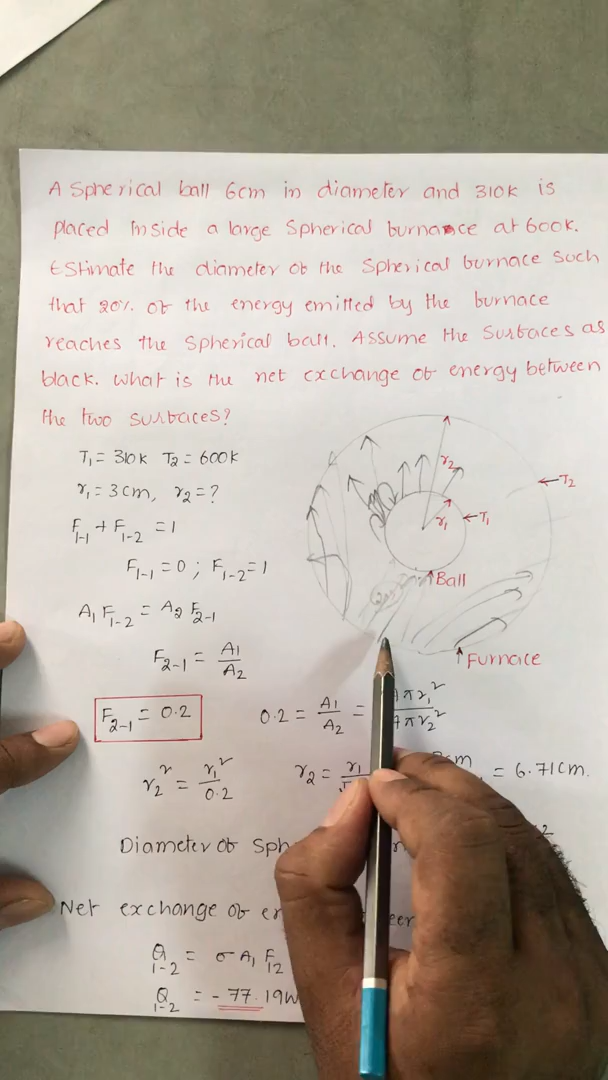 A Spherical ball 6cm in diameter and 310K is
placed inside a large Spherical burnance at 600K.
Estimate the diameter of the Spherical burnace Such
that 20% of the energy emitted by the burnace
reaches the Spherical ball. Assume the Surfaces as
black. What is the net exchange of energy between
the two surfaces?
T₁ = 310K T₂ = 600K
r₁ = 3cm, r₂ = ?
F₁₋₁ + F₁₋₂ = 1
F₁₋₁ = 0 ; F₁₋₂ = 1
A₁ F₁₋₂ = A₂ F₂₋₁
F₂₋₁ = A₁/A₂
r₂
T₂
r₁
T₁
Ball
Furnace
F₂₋₁ = 0.2
0.2 = A₁/A₂ = πr₁²/πr₂²
r₂² = r₁²/0.2
r₂ = r₁ cm = 6.71cm.
Diameter of Sph
Net exchange of
Q₁₋₂ = σ A₁ F₁₂
Q₁₋₂ = -77.19W